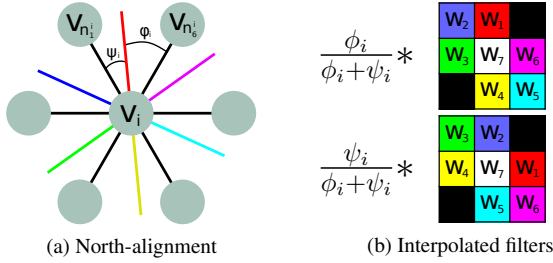 V_{n_1^i} V_{n_6^i}
ψ_i φ_i
V_i
(a) North-alignment
W_2 W_1
ϕ_i / (ϕ_i+ψ_i) * W_3 W_7 W_6
W_4 W_5
W_3 W_2
ψ_i / (ϕ_i+ψ_i) * W_4 W_7 W_1
W_5 W_6
(b) Interpolated filters